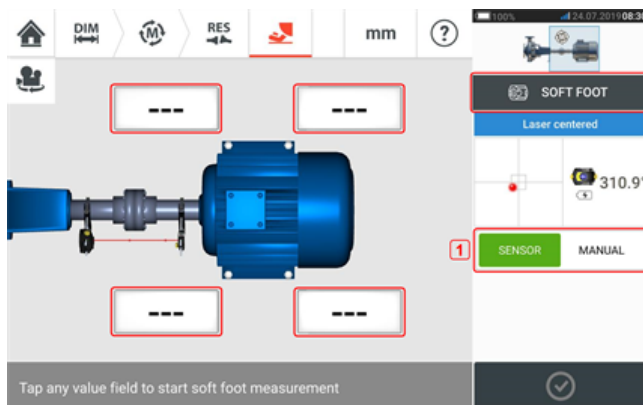 DIM
(M)
RES
mm
?
100%
24.07.2019 08:30
SOFT FOOT
Laser centered
310.9°
---
---
1
SENSOR
MANUAL
---
---
Tap any value field to start soft foot measurement